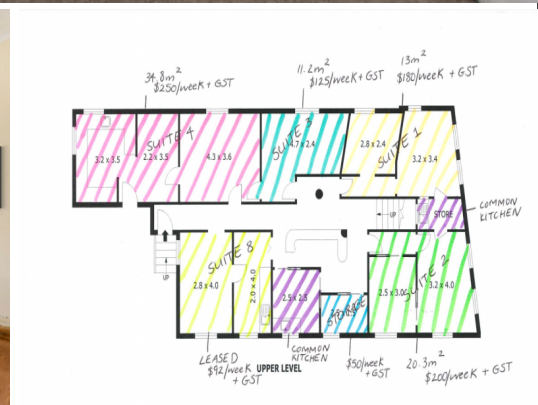 34.8m²
$250/week + GST
11.2m²
$125/week + GST
13m²
$180/week + GST
SUITE 4
3.2 x 3.5
2.2 x 3.5
4.3 x 3.6
SUITE 3
4.7 x 2.4
SUITE 1
2.8 x 2.4
3.2 x 3.4
UP
STORE
COMMON
KITCHEN
UP
SUITE 8
2.8 x 4.0
2.0 x 4.0
2.5 x 2.5
STORAGE
SUITE 2
2.5 x 3.0
3.2 x 4.0
LEASED
$92/week
+ GST
COMMON
KITCHEN
UPPER LEVEL
$50/week
+ GST
20.3m²
$200/week + GST